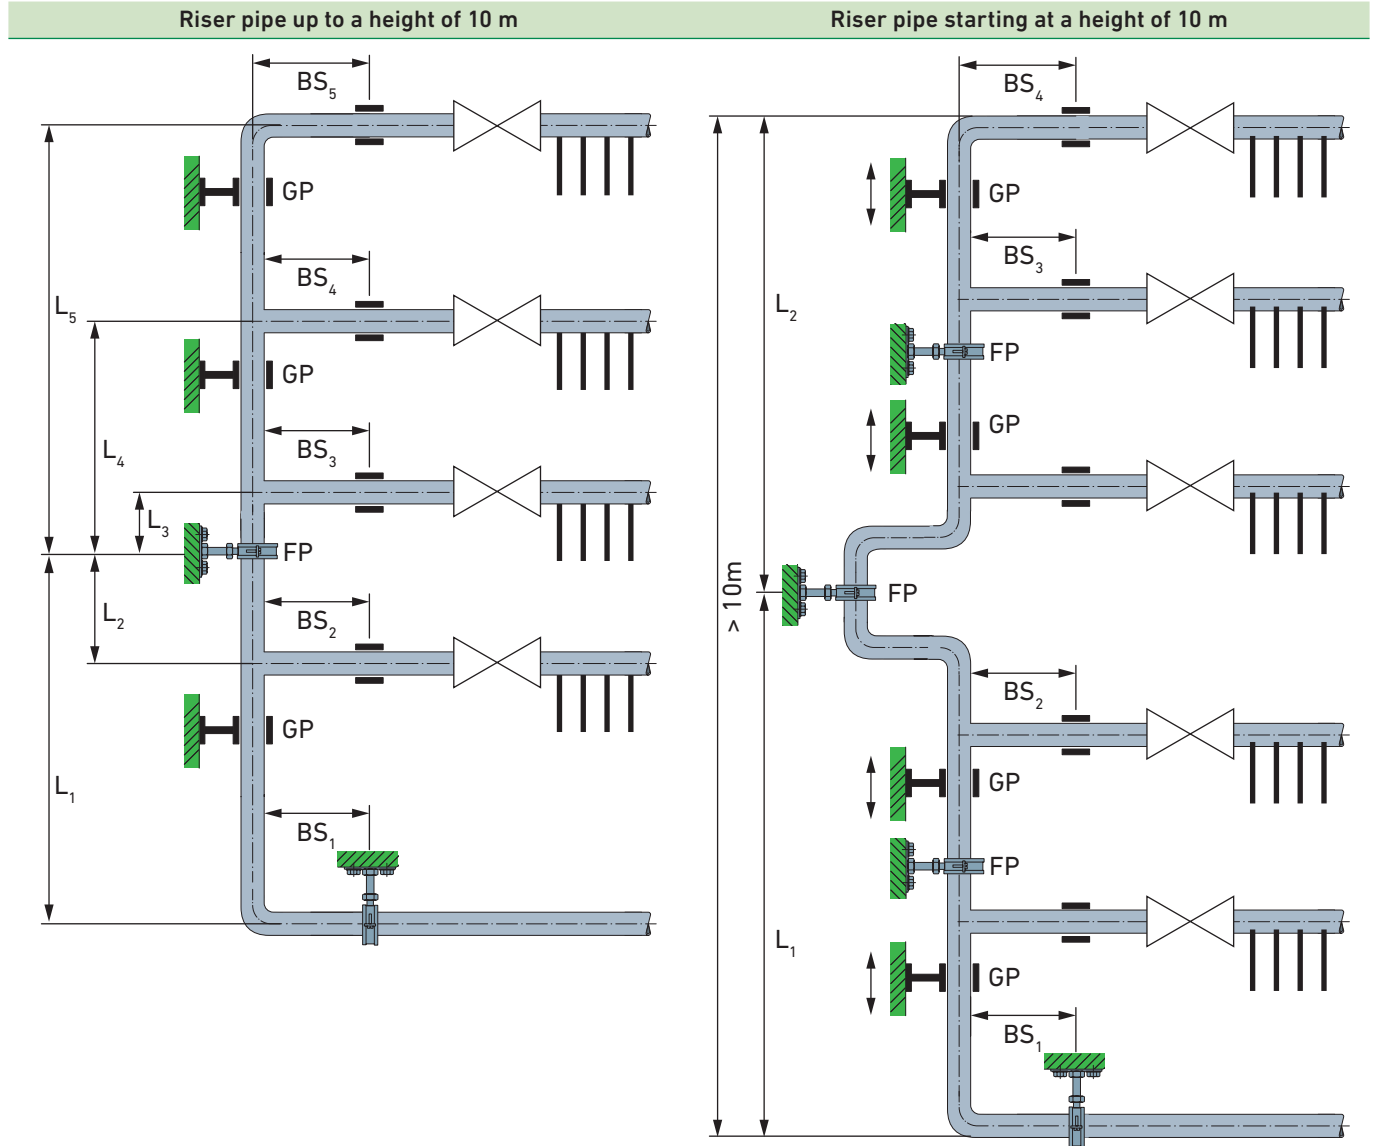 Riser pipe up to a height of 10 m
Riser pipe starting at a height of 10 m
BS5
GP
BS4
L5
GP
L4
BS3
L3
FP
BS2
L2
GP
L1
BS1
BS4
GP
BS3
L2
FP
GP
> 10m
FP
BS2
GP
FP
L1
GP
BS1